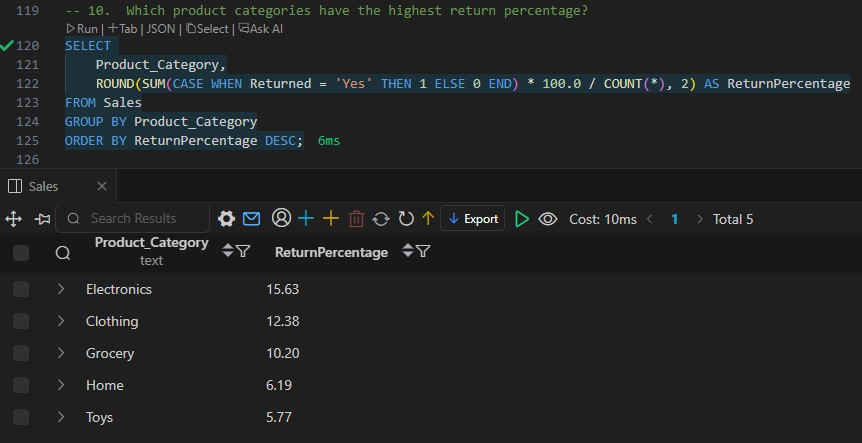 119 -- 10. Which product categories have the highest return percentage?
Run | Tab | JSON | Select | Ask AI
120 SELECT
121 Product_Category,
122 ROUND(SUM(CASE WHEN Returned = 'Yes' THEN 1 ELSE 0 END) * 100.0 / COUNT(*), 2) AS ReturnPercentage
123 FROM Sales
124 GROUP BY Product_Category
125 ORDER BY ReturnPercentage DESC; 6ms
126
Sales
Search Results Export Cost: 10ms < 1 > Total 5
Product_Category ReturnPercentage
text
Electronics 15.63
Clothing 12.38
Grocery 10.20
Home 6.19
Toys 5.77